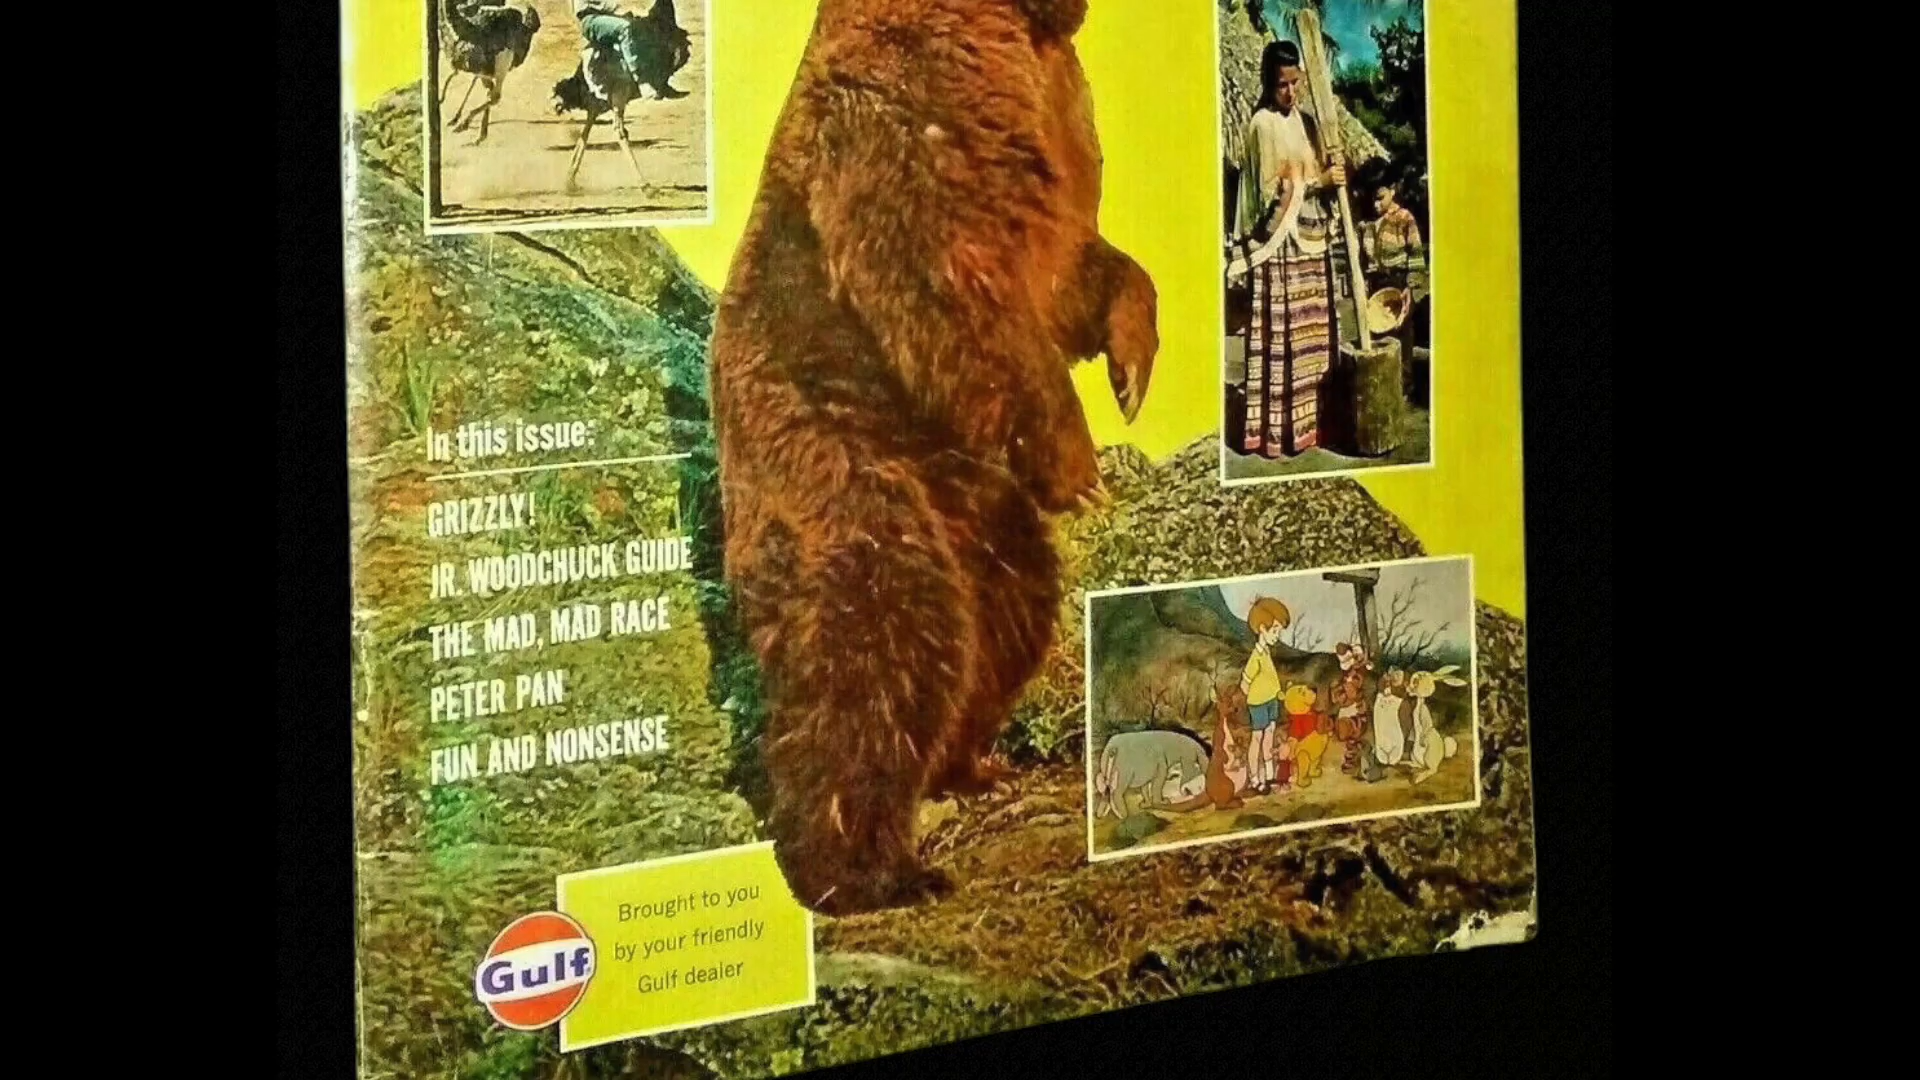 In this issue:
GRIZZLY!
JR. WOODCHUCK GUIDE
THE MAD, MAD RACE
PETER PAN
FUN AND NONSENSE
Brought to you
by your friendly
Gulf dealer
Gulf